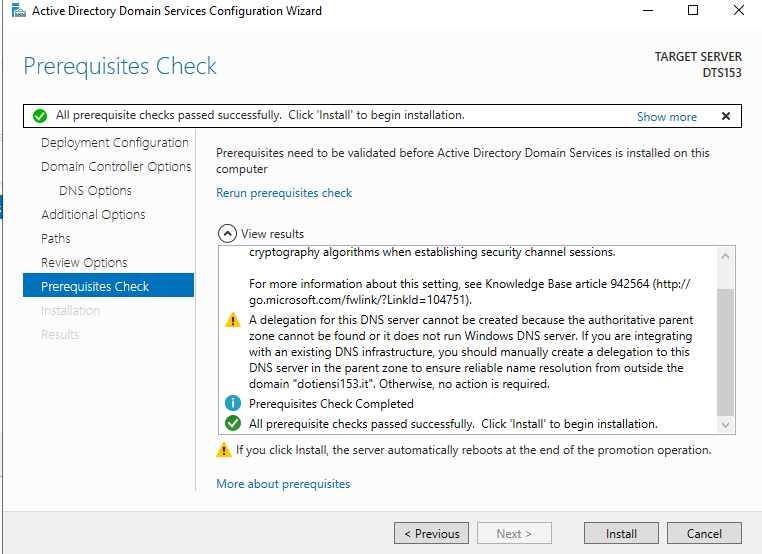 Active Directory Domain Services Configuration Wizard
Prerequisites Check
TARGET SERVER
DTS153
All prerequisite checks passed successfully.  Click 'Install' to begin installation.
Show more
Deployment Configuration
Domain Controller Options
DNS Options
Additional Options
Paths
Review Options
Prerequisites Check
Installation
Results
Prerequisites need to be validated before Active Directory Domain Services is installed on this
computer
Rerun prerequisites check
View results
cryptography algorithms when establishing security channel sessions.
For more information about this setting, see Knowledge Base article 942564 (http://
go.microsoft.com/fwlink/?LinkId=104751).
A delegation for this DNS server cannot be created because the authoritative parent
zone cannot be found or it does not run Windows DNS server. If you are integrating
with an existing DNS infrastructure, you should manually create a delegation to this
DNS server in the parent zone to ensure reliable name resolution from outside the
domain "dotiensi153.it". Otherwise, no action is required.
Prerequisites Check Completed
All prerequisite checks passed successfully.  Click 'Install' to begin installation.
If you click Install, the server automatically reboots at the end of the promotion operation.
More about prerequisites
< Previous
Next >
Install
Cancel